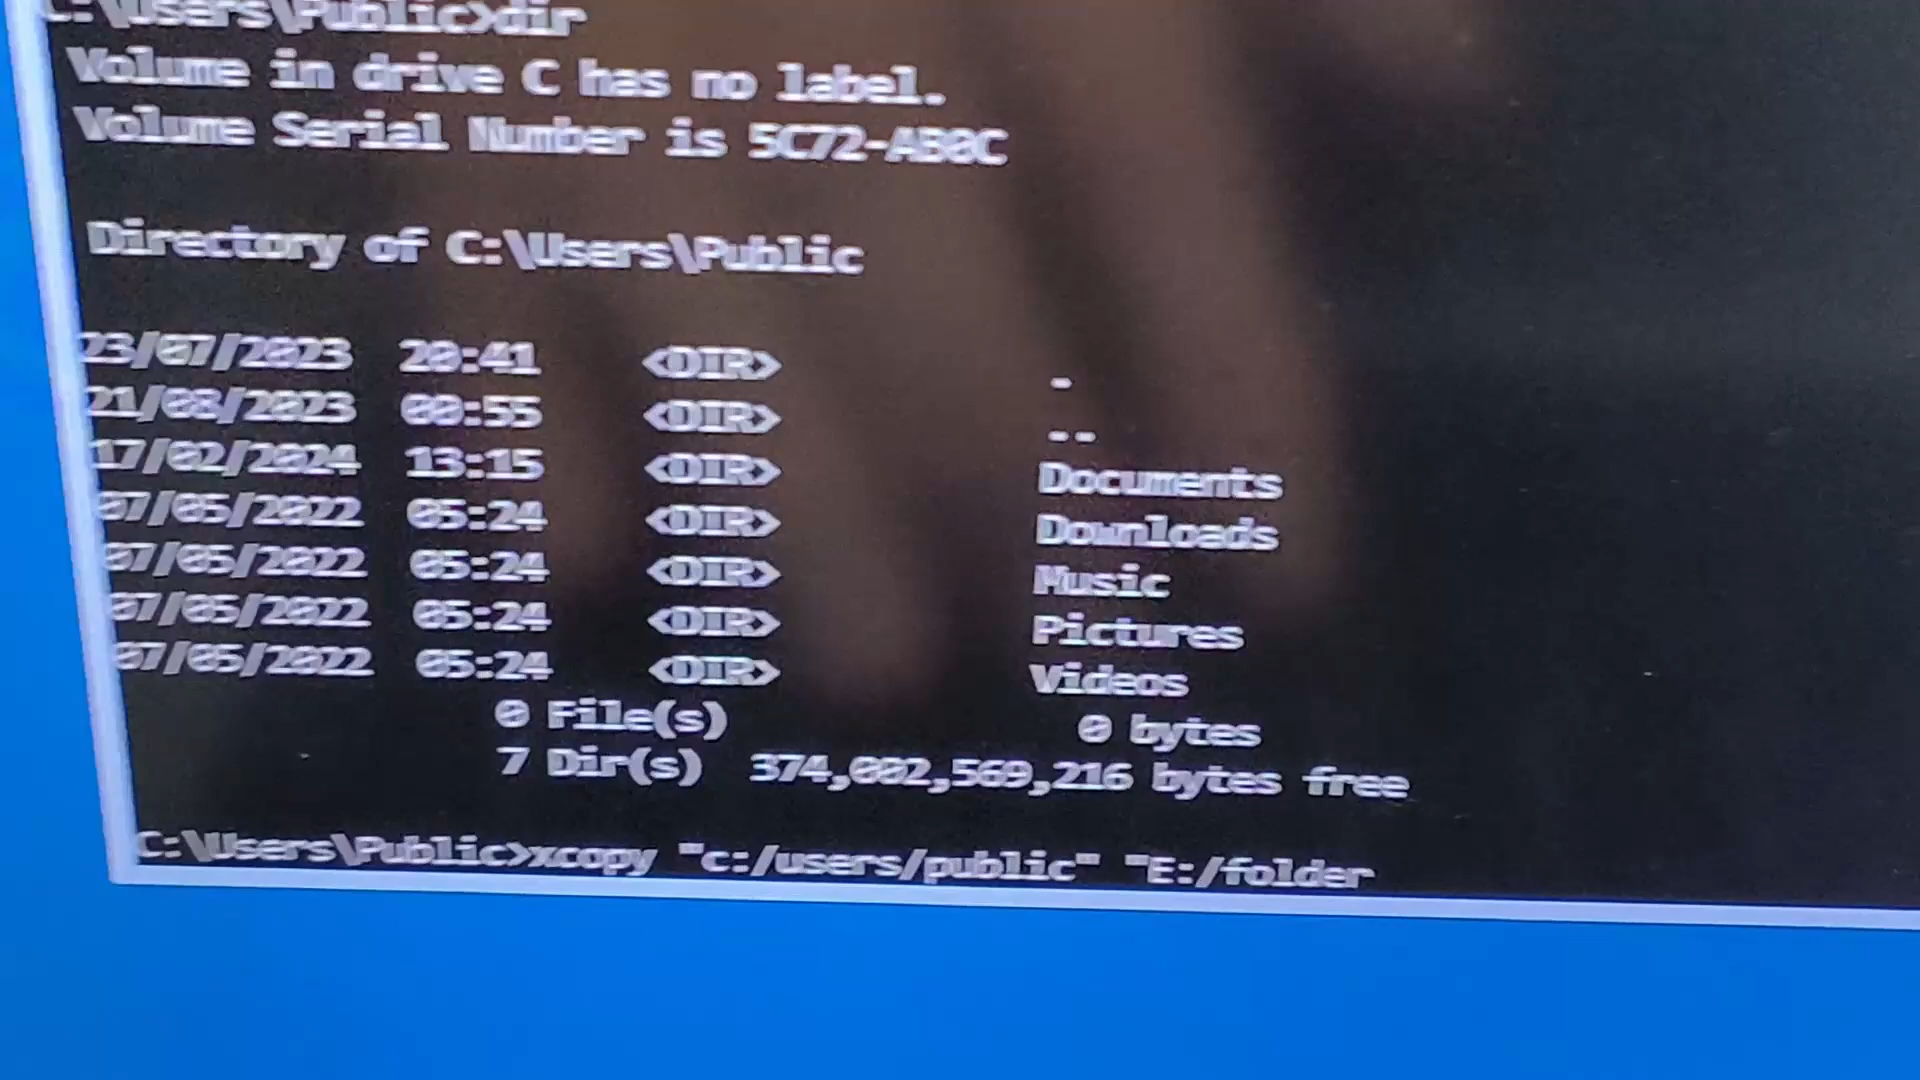 C:\Users\Public>dir
Volume in drive C has no label.
Volume Serial Number is 5C72-AB0C
Directory of C:\Users\Public
23/07/2023 20:41 <DIR> .
21/08/2023 00:55 <DIR> ..
17/02/2024 13:15 <DIR> Documents
07/05/2022 05:24 <DIR> Downloads
07/05/2022 05:24 <DIR> Music
07/05/2022 05:24 <DIR> Pictures
07/05/2022 05:24 <DIR> Videos
0 File(s) 0 bytes
7 Dir(s) 374,002,569,216 bytes free
C:\Users\Public>xcopy "c:/users/public" "E:/folder